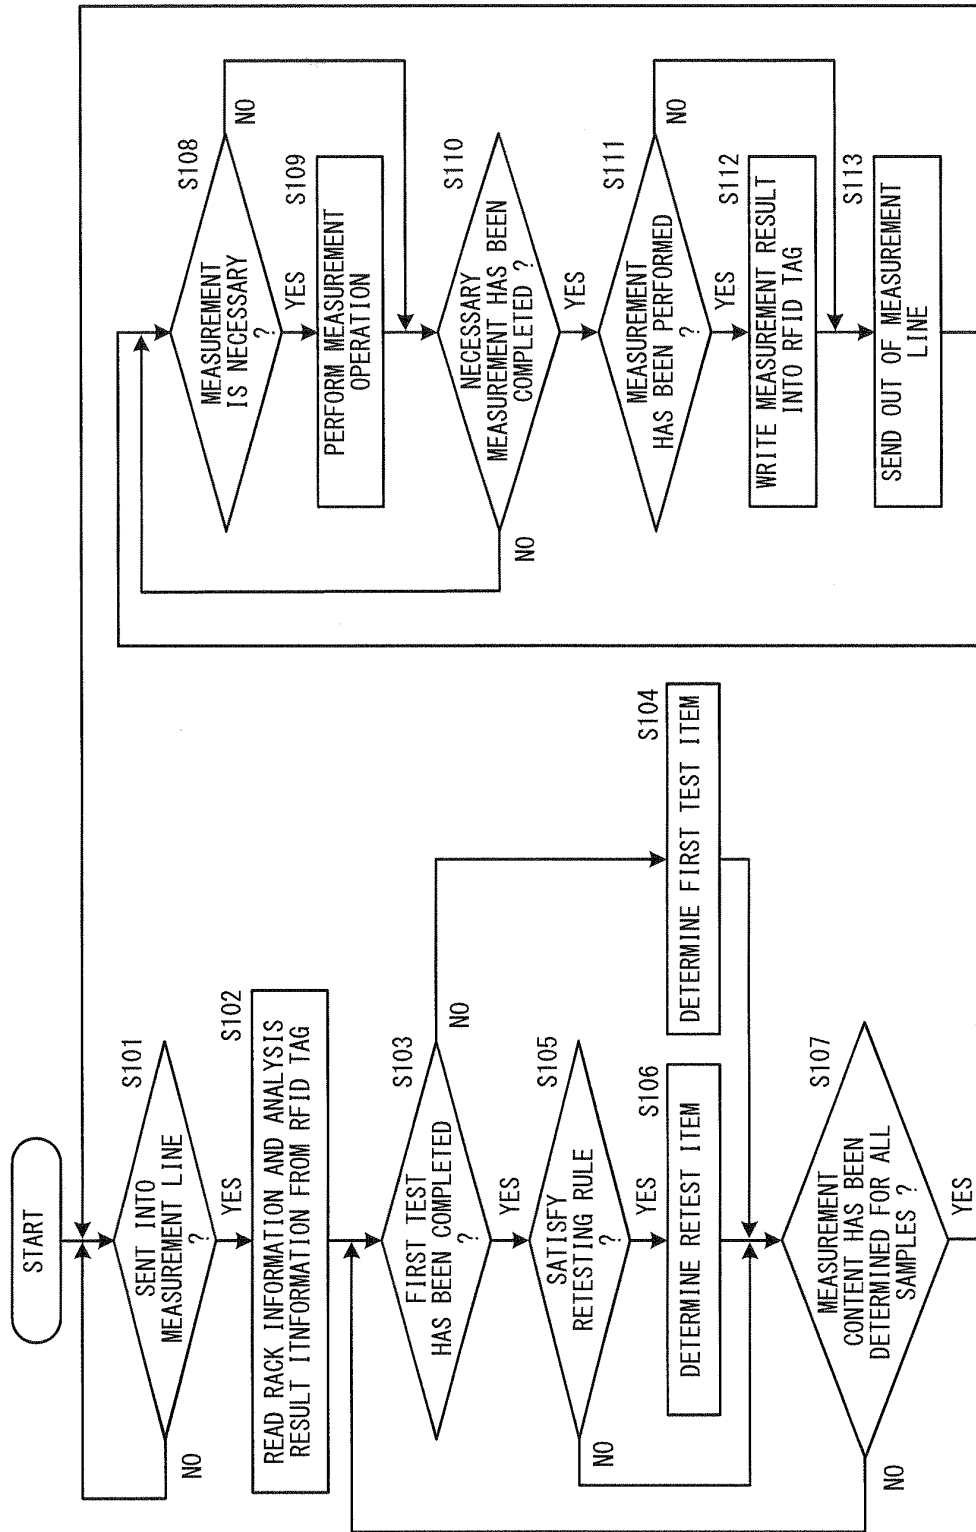 START
S101
SENT INTO
MEASUREMENT LINE
?
NO
YES
S102
READ RACK INFORMATION AND ANALYSIS
RESULT ITNFORMATION FROM RFID TAG
S103
FIRST TEST
HAS BEEN COMPLETED
?
NO
YES
S104
DETERMINE FIRST TEST ITEM
S105
SATISFY
RETESTING RULE
?
NO
YES
S106
DETERMINE RETEST ITEM
S107
MEASUREMENT
CONTENT HAS BEEN
DETERMINED FOR ALL
SAMPLES ?
NO
YES
S108
MEASUREMENT
IS NECESSARY
?
NO
YES
S109
PERFORM MEASUREMENT
OPERATION
S110
NECESSARY
MEASUREMENT HAS BEEN
COMPLETED ?
NO
YES
S111
MEASUREMENT
HAS BEEN PERFORMED
?
NO
YES
S112
WRITE MEASUREMENT RESULT
INTO RFID TAG
S113
SEND OUT OF MEASUREMENT
LINE